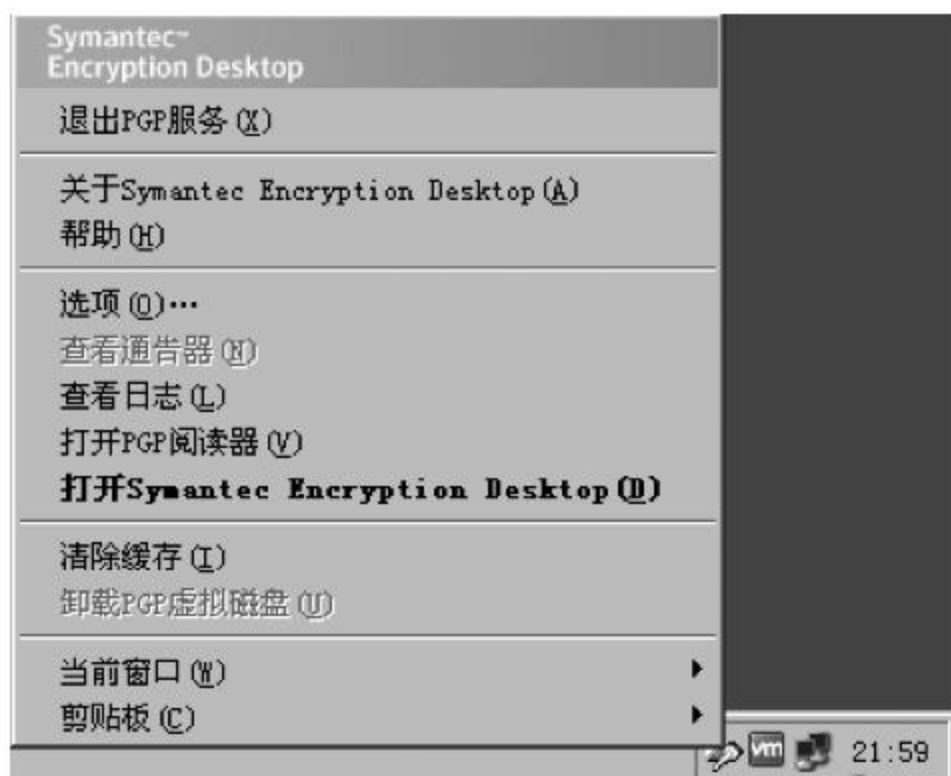 Symantec™
Encryption Desktop
退出PGP服务(X)
关于Symantec Encryption Desktop(A)
帮助(H)
选项(O)…
查看通告器(N)
查看日志(L)
打开PGP阅读器(V)
打开Symantec Encryption Desktop(D)
清除缓存(I)
卸载PGP虚拟磁盘(U)
当前窗口(W)
剪贴板(C)
vm 21:59